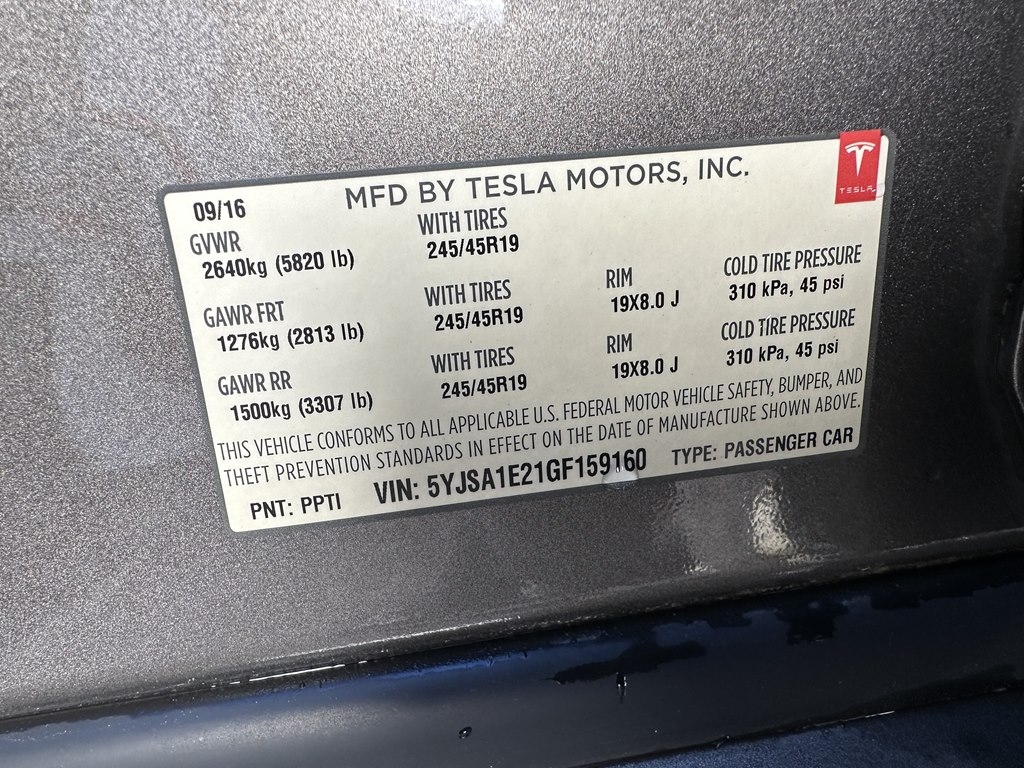 MFD BY TESLA MOTORS, INC.
TESLA
09/16
GVWR WITH TIRES
2640kg (5820 lb) 245/45R19
GAWR FRT WITH TIRES RIM COLD TIRE PRESSURE
1276kg (2813 lb) 245/45R19 19X8.0 J 310 kPa, 45 psi
GAWR RR WITH TIRES RIM COLD TIRE PRESSURE
1500kg (3307 lb) 245/45R19 19X8.0 J 310 kPa, 45 psi
THIS VEHICLE CONFORMS TO ALL APPLICABLE U.S. FEDERAL MOTOR VEHICLE SAFETY, BUMPER, AND
THEFT PREVENTION STANDARDS IN EFFECT ON THE DATE OF MANUFACTURE SHOWN ABOVE.
PNT: PPTI VIN: 5YJSA1E21GF159160 TYPE: PASSENGER CAR